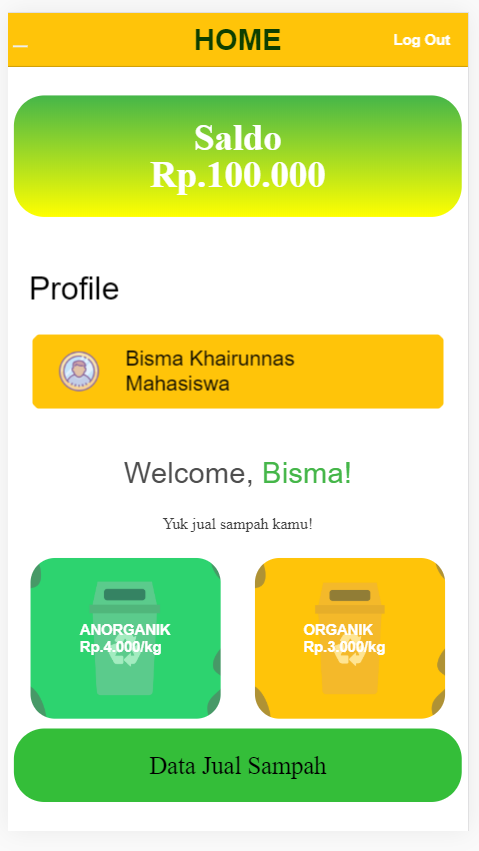 HOME
Log Out
Saldo
Rp.100.000
Profile
Bisma Khairunnas
Mahasiswa
Welcome, Bisma!
Yuk jual sampah kamu!
ANORGANIK
Rp.4.000/kg
ORGANIK
Rp.3.000/kg
Data Jual Sampah